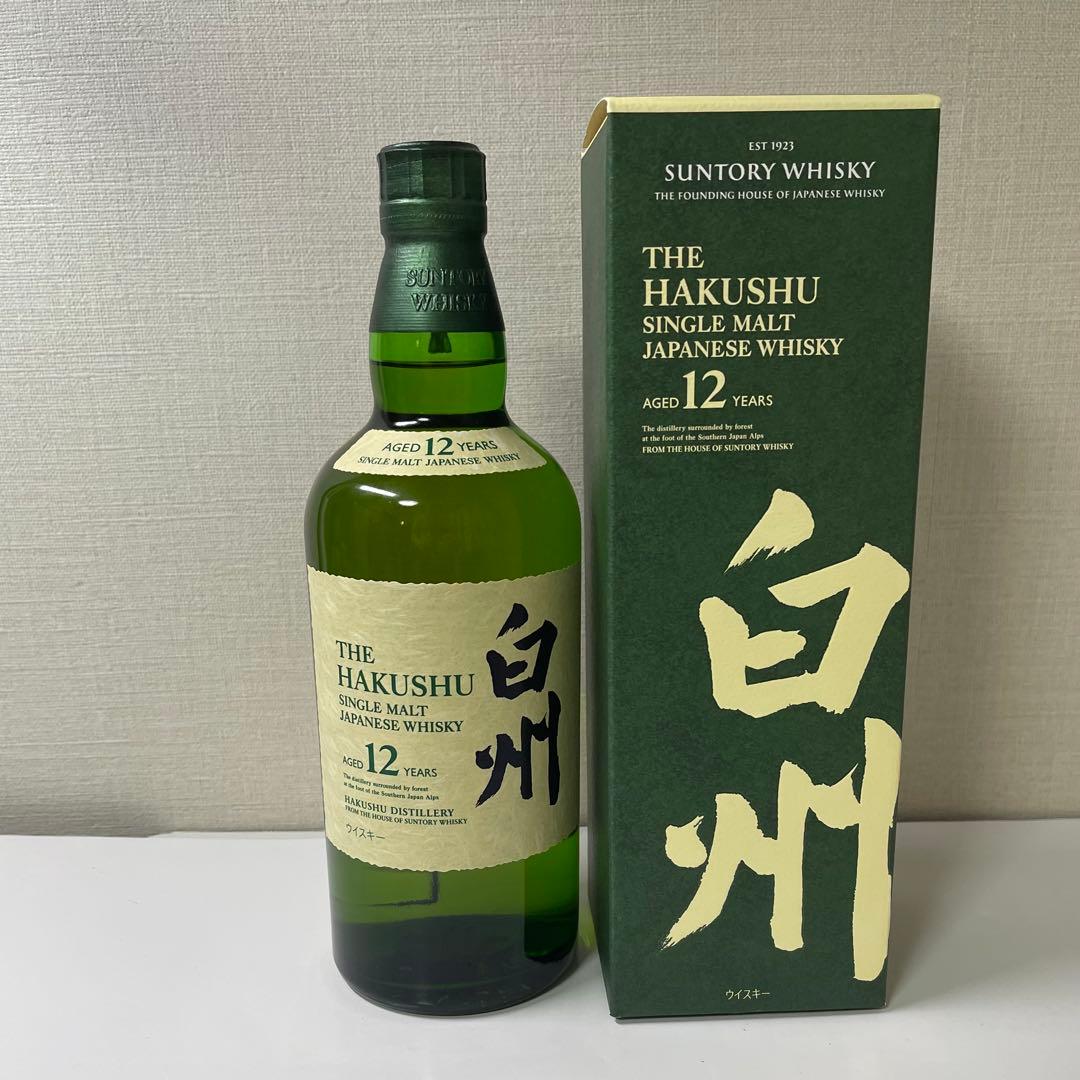 SUNTORY
WHISKY
AGED 12 YEARS
SINGLE MALT JAPANESE WHISKY
THE
HAKUSHU
SINGLE MALT
JAPANESE WHISKY
AGED 12 YEARS
The distillery surrounded by forest
at the foot of the Southern Japan Alps
HAKUSHU DISTILLERY
FROM THE HOUSE OF SUNTORY WHISKY
ウイスキー
白州
EST 1923
SUNTORY WHISKY
THE FOUNDING HOUSE OF JAPANESE WHISKY
THE
HAKUSHU
SINGLE MALT
JAPANESE WHISKY
AGED 12 YEARS
The distillery surrounded by forest
at the foot of the Southern Japan Alps
FROM THE HOUSE OF SUNTORY WHISKY
白州
ウイスキー